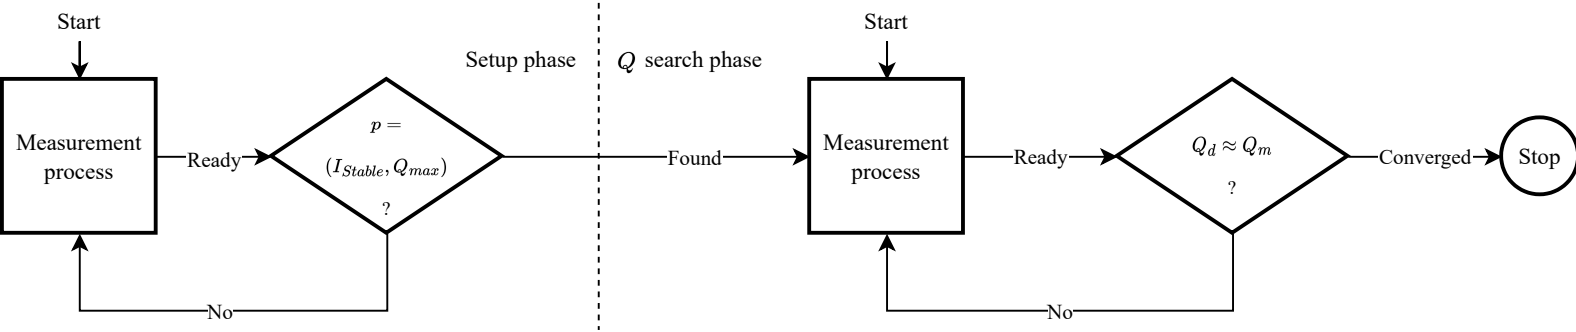 Start
Setup phase
Q search phase
Start
Measurement
process
Ready
p =
(I_Stable, Q_max)
?
Found
Measurement
process
Ready
Q_d ≈ Q_m
?
Converged
Stop
No
No